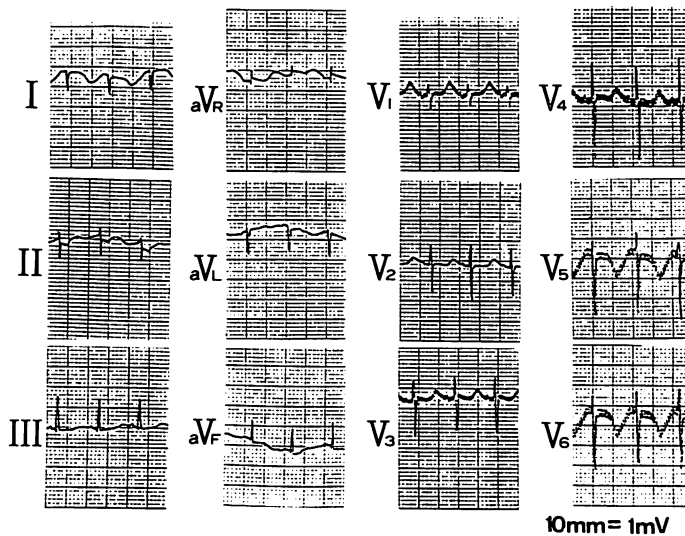 I aVR V1 V4
II aVL V2 V5
III aVF V3 V6
10mm = 1mV